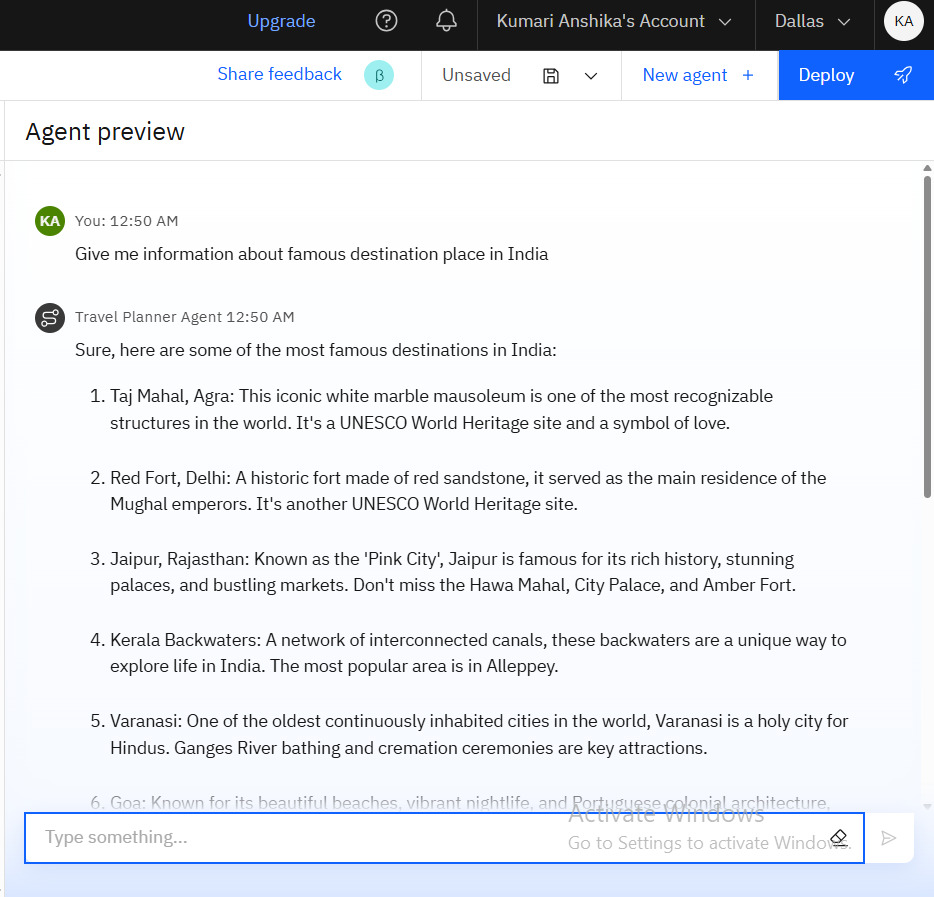 Upgrade
Kumari Anshika's Account
Dallas
KA
Share feedback
β
Unsaved
New agent +
Deploy
Agent preview
KA
You: 12:50 AM
Give me information about famous destination place in India
Travel Planner Agent 12:50 AM
Sure, here are some of the most famous destinations in India:
1. Taj Mahal, Agra: This iconic white marble mausoleum is one of the most recognizable
structures in the world. It's a UNESCO World Heritage site and a symbol of love.
2. Red Fort, Delhi: A historic fort made of red sandstone, it served as the main residence of the
Mughal emperors. It's another UNESCO World Heritage site.
3. Jaipur, Rajasthan: Known as the 'Pink City', Jaipur is famous for its rich history, stunning
palaces, and bustling markets. Don't miss the Hawa Mahal, City Palace, and Amber Fort.
4. Kerala Backwaters: A network of interconnected canals, these backwaters are a unique way to
explore life in India. The most popular area is in Alleppey.
5. Varanasi: One of the oldest continuously inhabited cities in the world, Varanasi is a holy city for
Hindus. Ganges River bathing and cremation ceremonies are key attractions.
6. Goa: Known for its beautiful beaches, vibrant nightlife, and Portuguese colonial architecture,
Activate Windows
Type something...
Go to Settings to activate Windows.